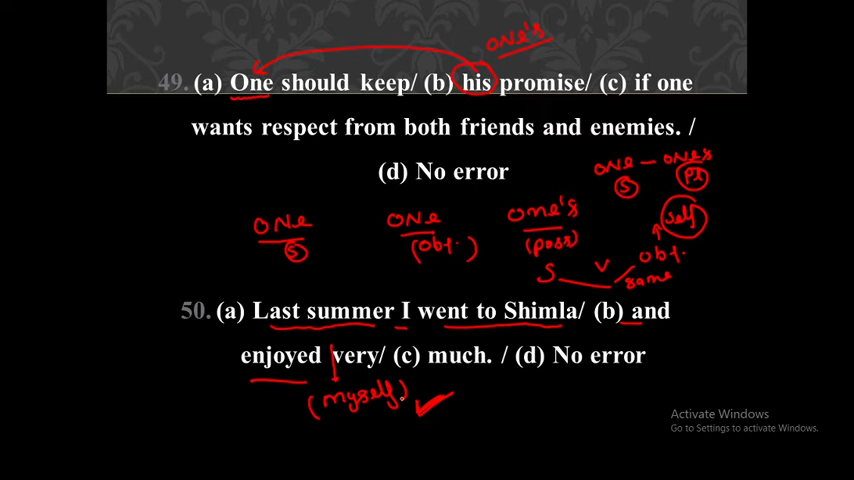 one's
49. (a) One should keep/ (b) his promise/ (c) if one
wants respect from both friends and enemies. /
(d) No error
one - one's
(S) (Pr)
one one one's self
(S) (obj.) (poss)
S V obj.
same
50. (a) Last summer I went to Shimla/ (b) and
enjoyed very/ (c) much. / (d) No error
(myself)
Activate Windows
Go to Settings to activate Windows.